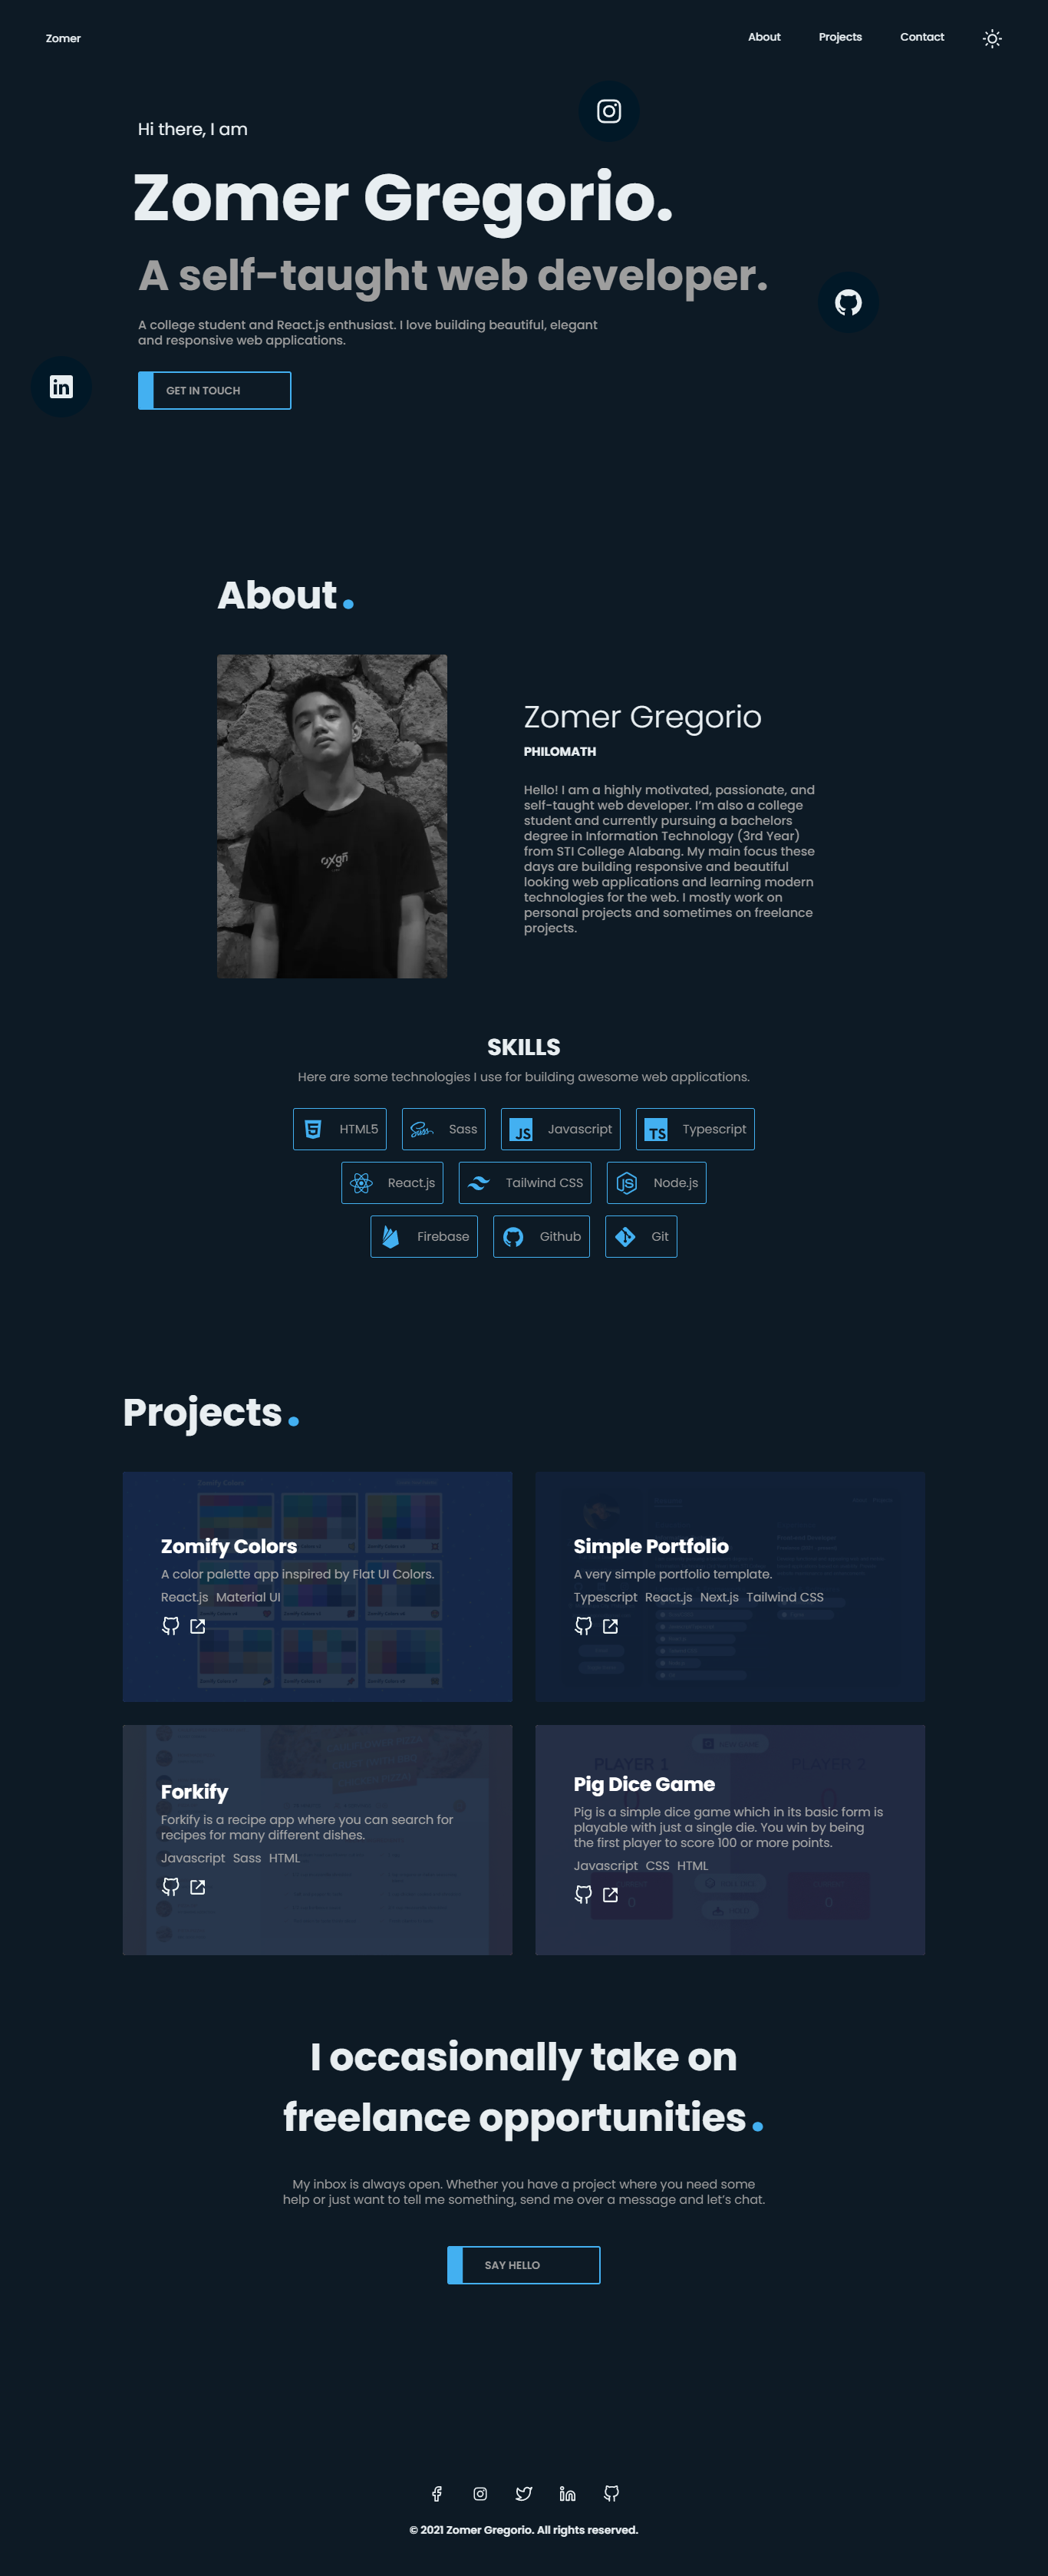 Zomer
About
Projects
Contact
Hi there, I am
Zomer Gregorio.
A self-taught web developer.
A college student and React.js enthusiast. I love building beautiful, elegant
and responsive web applications.
GET IN TOUCH
About.
oxgn
Zomer Gregorio
PHILOMATH
Hello! I am a highly motivated, passionate, and
self-taught web developer. I'm also a college
student and currently pursuing a bachelors
degree in Information Technology (3rd Year)
from STI College Alabang. My main focus these
days are building responsive and beautiful
looking web applications and learning modern
technologies for the web. I mostly work on
personal projects and sometimes on freelance
projects.
SKILLS
Here are some technologies I use for building awesome web applications.
HTML5
Sass
JS Javascript
TS Typescript
React.js
Tailwind CSS
Node.js
Firebase
Github
Git
Projects.
Zomify Colors
A color palette app inspired by Flat UI Colors.
React.js Material UI
Simple Portfolio
A very simple portfolio template.
Typescript React.js Next.js Tailwind CSS
Forkify
Forkify is a recipe app where you can search for
recipes for many different dishes.
Javascript Sass HTML
PLAYER 1
PLAYER 2
Pig Dice Game
Pig is a simple dice game which in its basic form is
playable with just a single die. You win by being
the first player to score 100 or more points.
Javascript CSS HTML
0
0
I occasionally take on
freelance opportunities.
My inbox is always open. Whether you have a project where you need some
help or just want to tell me something, send me over a message and let's chat.
SAY HELLO
© 2021 Zomer Gregorio. All rights reserved.